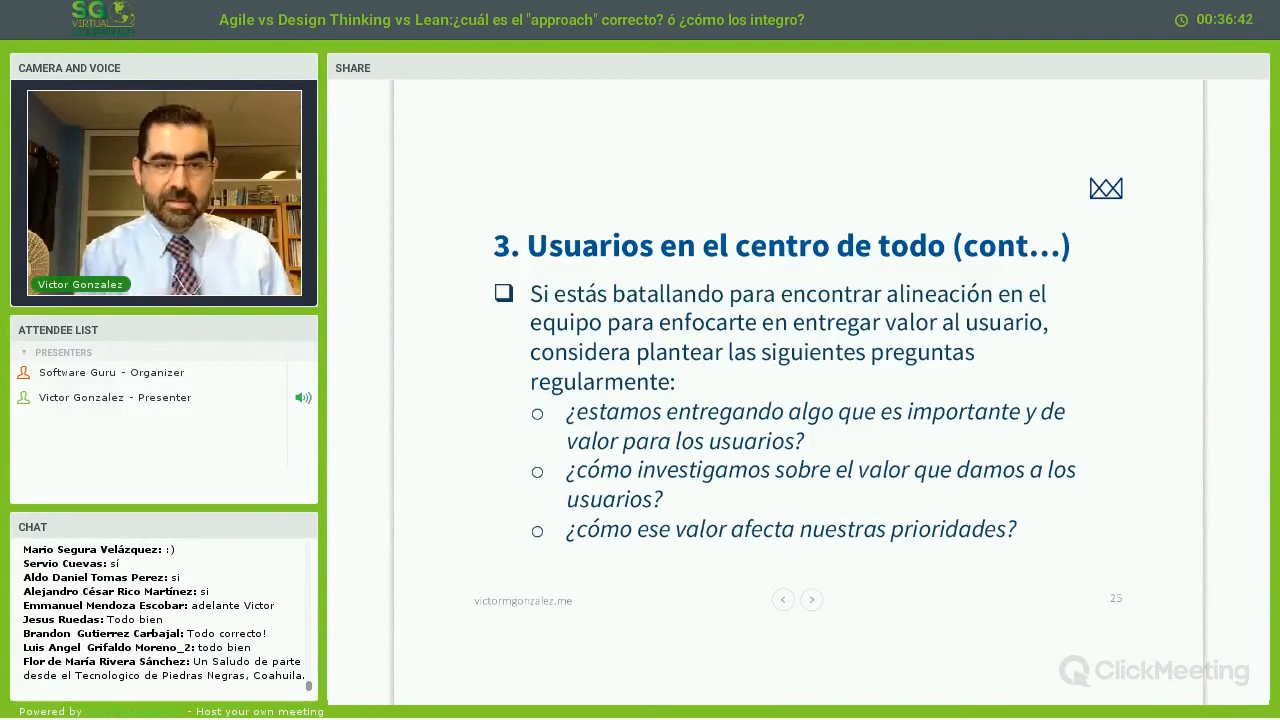 SG
VIRTUAL
Agile vs Design Thinking vs Lean:¿cuál es el "approach" correcto? ó ¿cómo los integro?
00:36:42
CAMERA AND VOICE
Victor Gonzalez
ATTENDEE LIST
PRESENTERS
Software Guru - Organizer
Victor Gonzalez - Presenter
CHAT
Mario Segura Velázquez: :)
Servio Cuevas: sí
Aldo Daniel Tomas Perez: si
Alejandro César Rico Martínez: si
Emmanuel Mendoza Escobar: adelante Victor
Jesus Ruedas: Todo bien
Brandon Gutierrez Carbajal: Todo correcto!
Luis Angel Grifaldo Moreno_2: todo bien
Flor de María Rivera Sánchez: Un Saludo de parte
desde el Tecnologico de Piedras Negras, Coahuila.
Powered by - Host your own meeting
SHARE
3. Usuarios en el centro de todo (cont...)
Si estás batallando para encontrar alineación en el
equipo para enfocarte en entregar valor al usuario,
considera plantear las siguientes preguntas
regularmente:
¿estamos entregando algo que es importante y de
valor para los usuarios?
¿cómo investigamos sobre el valor que damos a los
usuarios?
¿cómo ese valor afecta nuestras prioridades?
victormgonzalez.me
25
ClickMeeting